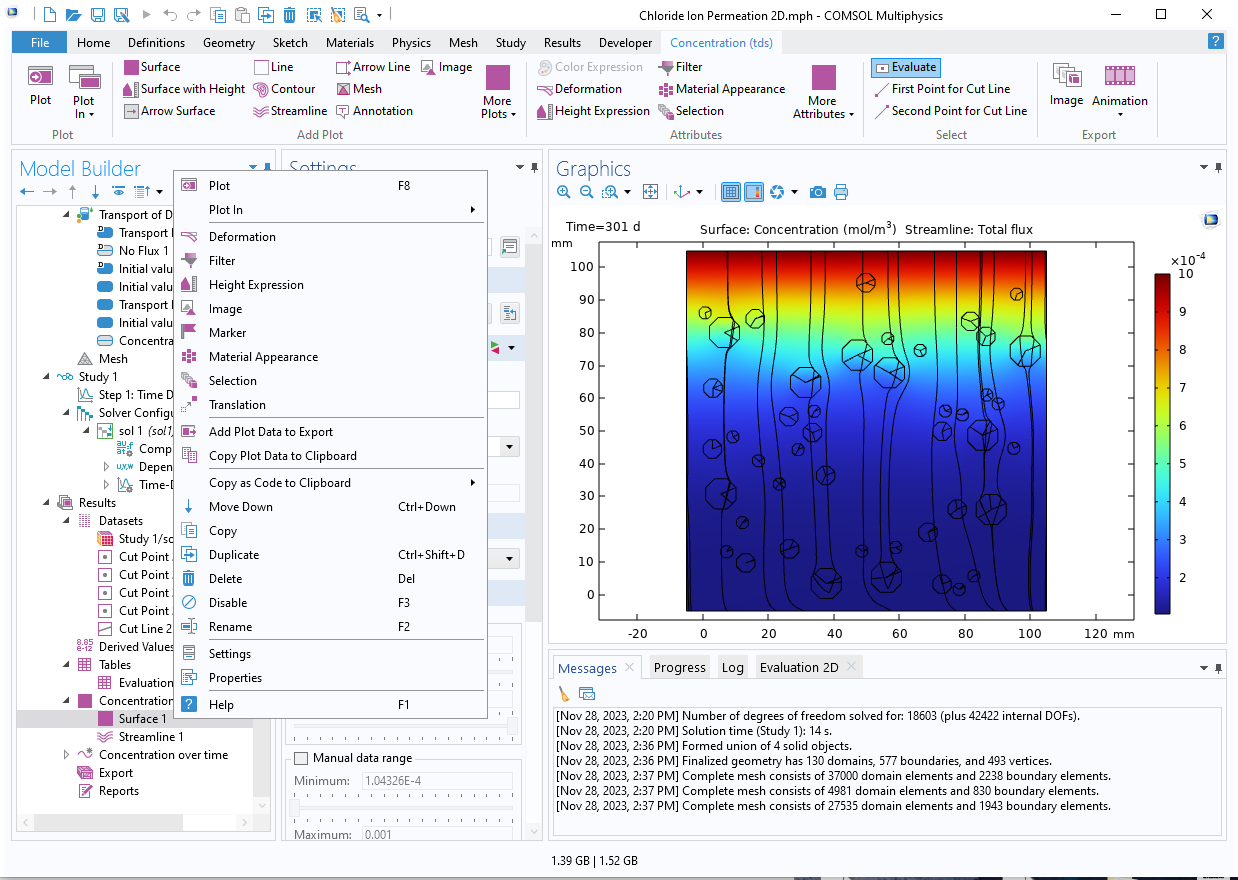 Chloride Ion Permeation 2D.mph - COMSOL Multiphysics
File Home Definitions Geometry Sketch Materials Physics Mesh Study Results Developer Concentration (tds) ?
Plot
Plot In
Plot
Surface Line Arrow Line Image
Surface with Height Contour Mesh
Arrow Surface Streamline Annotation
More Plots
Add Plot
Color Expression Filter
Deformation Material Appearance
Height Expression Selection
More Attributes
Attributes
Evaluate
First Point for Cut Line
Second Point for Cut Line
Select
Image Animation
Export
Model Builder
Transport of D
Transport
No Flux 1
Initial valu
Initial valu
Transport
Initial valu
Concentra
Mesh
Study 1
Step 1: Time D
Solver Configu
sol 1 (sol1)
Comp
Depen
Time-D
Results
Datasets
Study 1/so
Cut Point
Cut Point
Cut Point
Cut Point
Cut Line 2
8.85
e-12
Derived Values
Tables
Evaluation
Concentration
Surface 1
Streamline 1
Concentration over time
Export
Reports
Plot F8
Plot In
Deformation
Filter
Height Expression
Image
Marker
Material Appearance
Selection
Translation
Add Plot Data to Export
Copy Plot Data to Clipboard
Copy as Code to Clipboard
Move Down Ctrl+Down
Copy
Duplicate Ctrl+Shift+D
Delete Del
Disable F3
Rename F2
Settings
Properties
? Help F1
Settings
Manual data range
Minimum: 1.04326E-4
Maximum: 0.001
Graphics
Time=301 d Surface: Concentration (mol/m³) Streamline: Total flux
mm
100
90
80
70
60
50
40
30
20
10
0
-20 0 20 40 60 80 100 120 mm
×10⁻⁴
10
9
8
7
6
5
4
3
2
Messages Progress Log Evaluation 2D
[Nov 28, 2023, 2:20 PM] Number of degrees of freedom solved for: 18603 (plus 42422 internal DOFs).
[Nov 28, 2023, 2:20 PM] Solution time (Study 1): 14 s.
[Nov 28, 2023, 2:36 PM] Formed union of 4 solid objects.
[Nov 28, 2023, 2:36 PM] Finalized geometry has 130 domains, 577 boundaries, and 493 vertices.
[Nov 28, 2023, 2:37 PM] Complete mesh consists of 37000 domain elements and 2238 boundary elements.
[Nov 28, 2023, 2:37 PM] Complete mesh consists of 4981 domain elements and 830 boundary elements.
[Nov 28, 2023, 2:37 PM] Complete mesh consists of 27535 domain elements and 1943 boundary elements.
1.39 GB | 1.52 GB